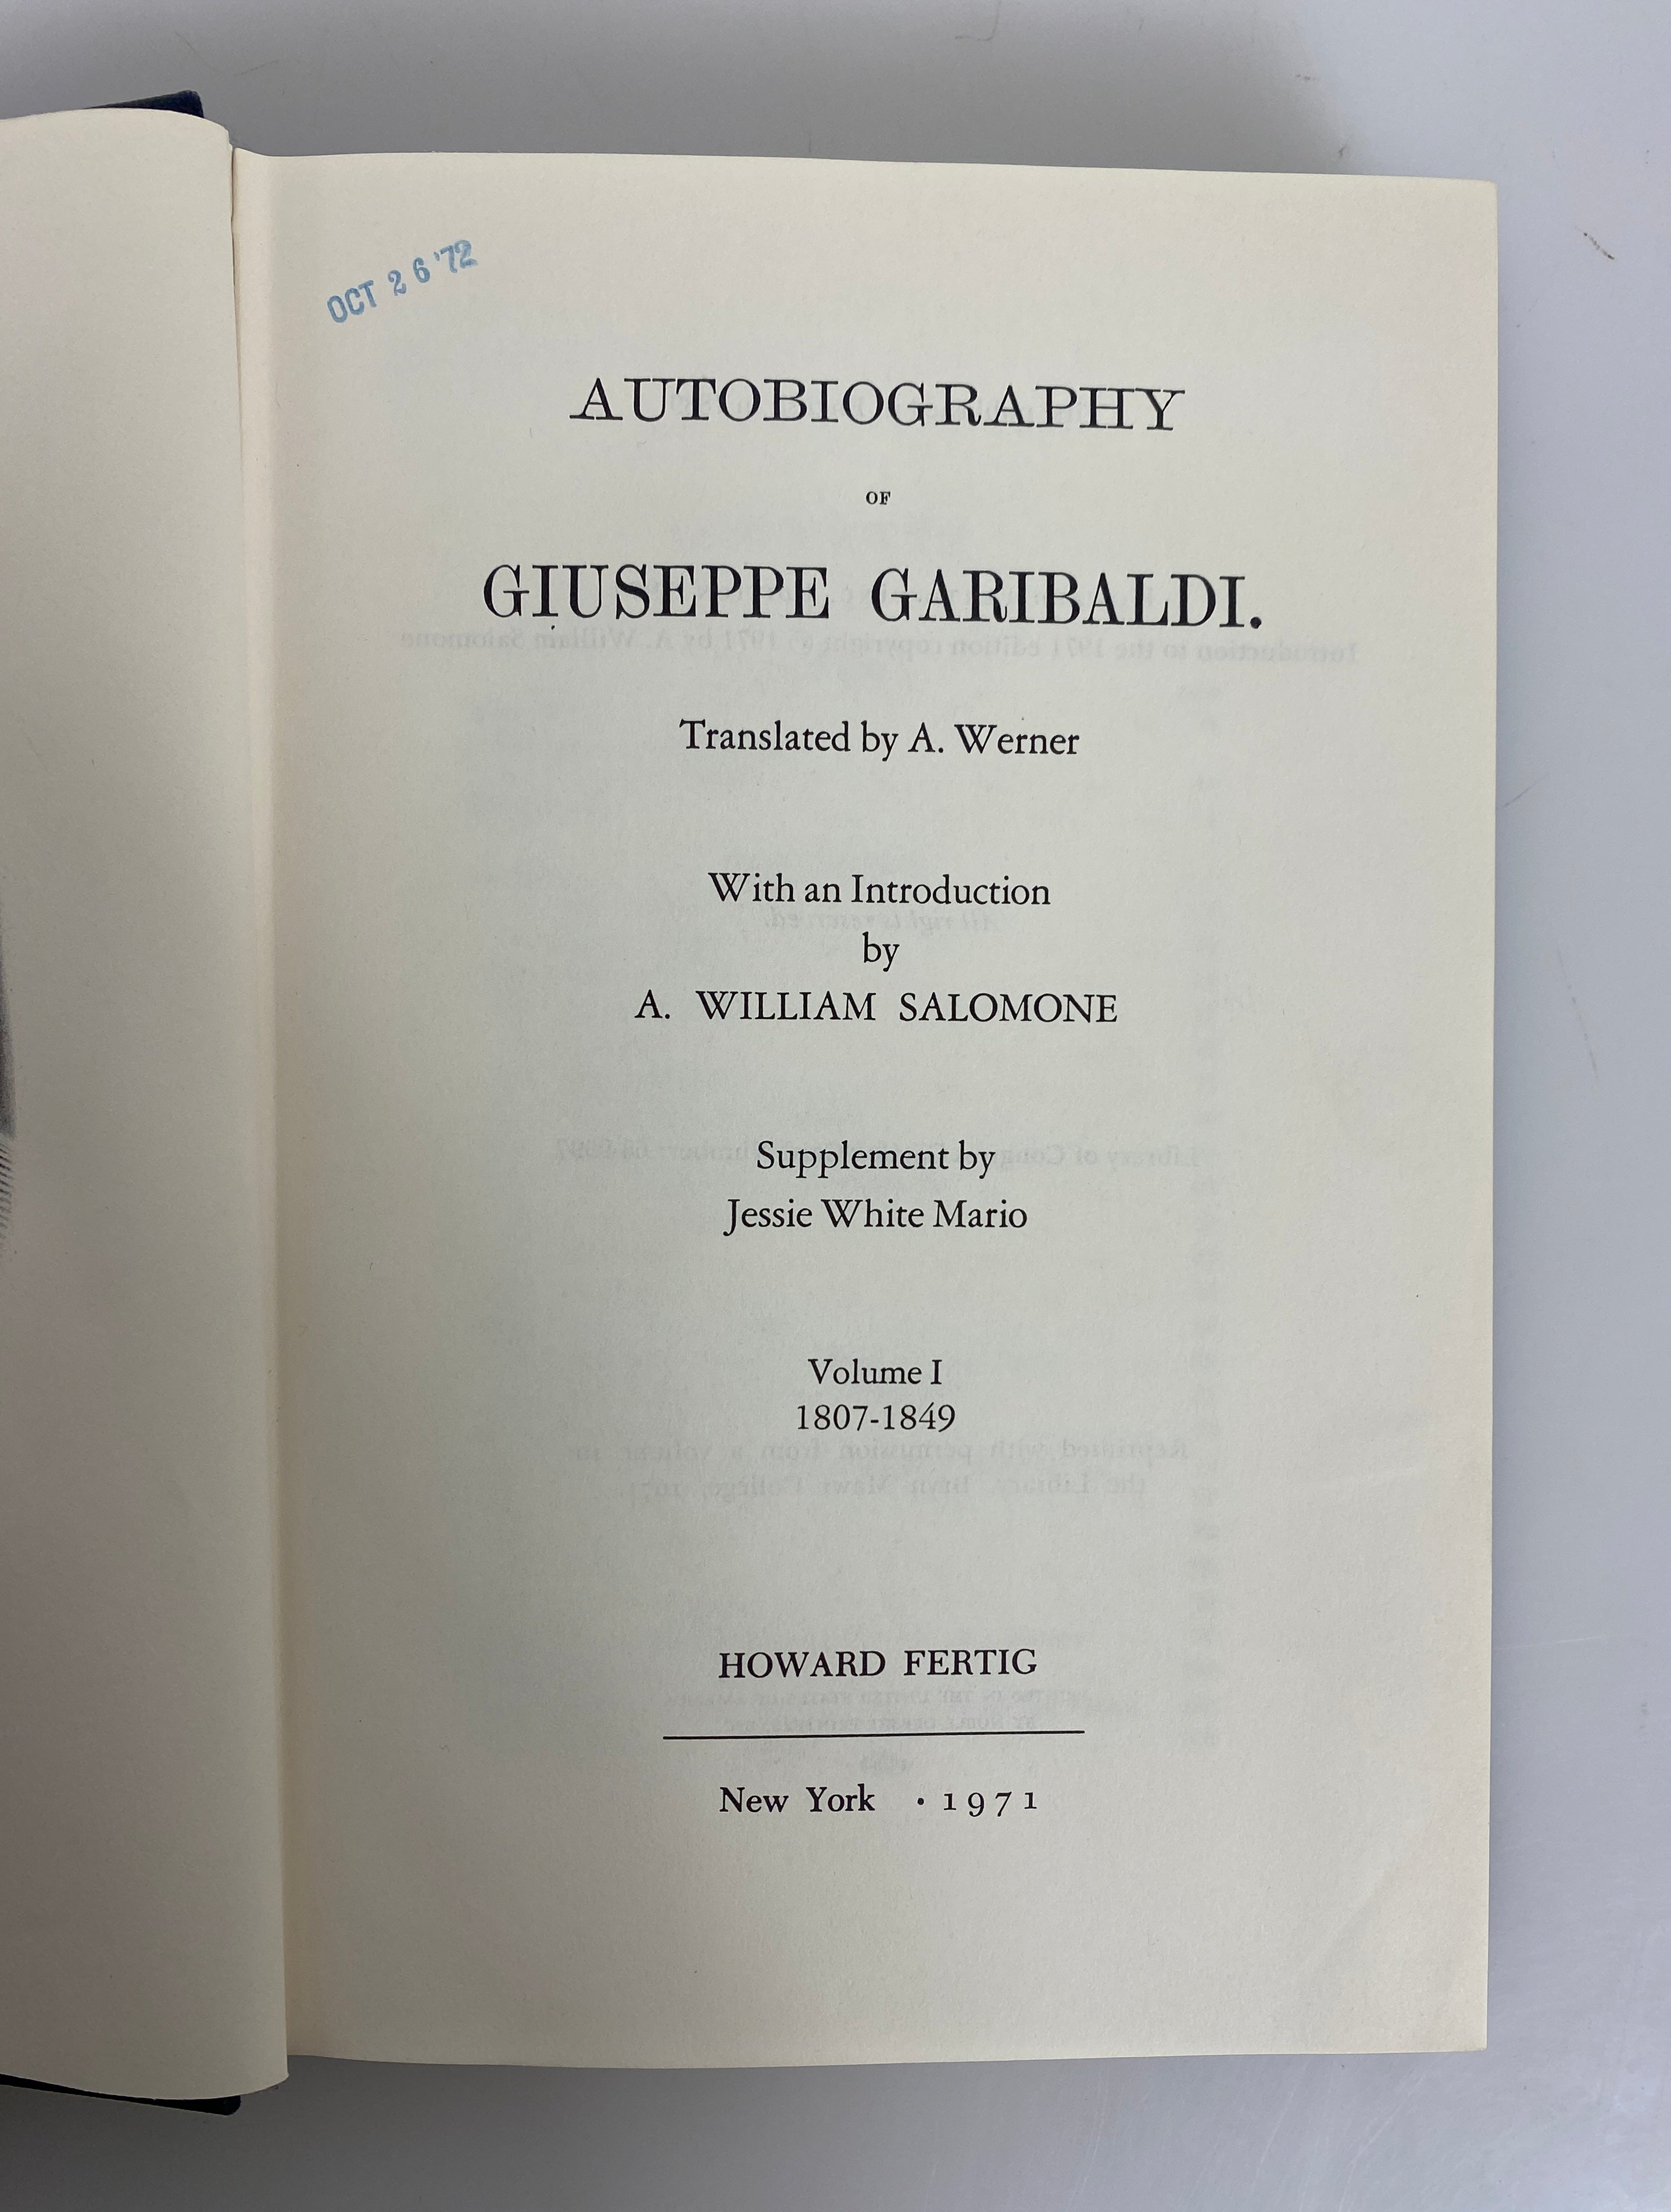 OCT 26 '72
AUTOBIOGRAPHY
OF
GIUSEPPE GARIBALDI.
Translated by A. Werner
With an Introduction
by
A. WILLIAM SALOMONE
Supplement by
Jessie White Mario
Volume I
1807-1849
HOWARD FERTIG
New York · 1971